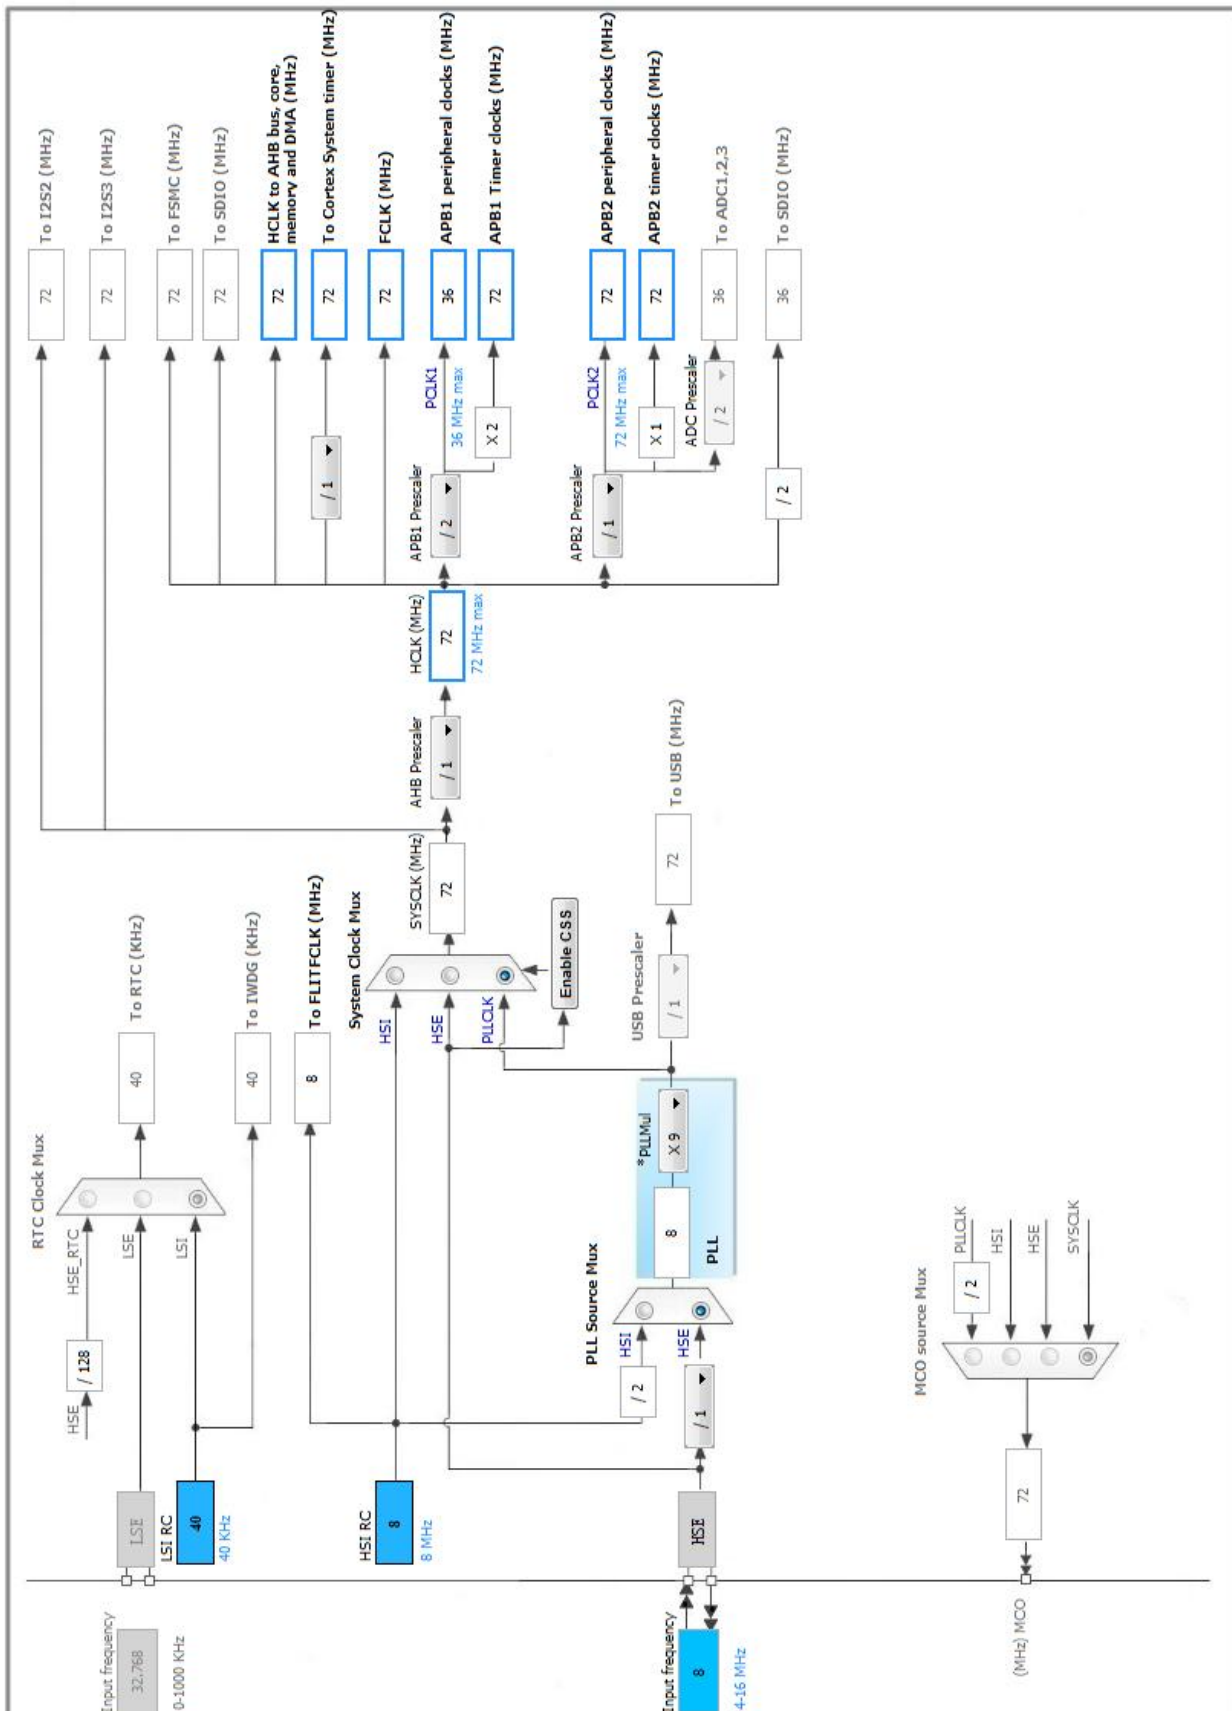 Input frequency
32.768
0-1000 KHz
LSE
LSI RC
40
40 KHz
HSE
/ 128
HSE_RTC
LSE
LSI
RTC Clock Mux
40
To RTC (KHz)
40
To IWDG (KHz)
HSI RC
8
8 MHz
8
To FLITFCLK (MHz)
System Clock Mux
HSI
HSE
PLLCLK
Enable CSS
SYSCLK (MHz)
72
AHB Prescaler
/ 1
HCLK (MHz)
72
72 MHz max
72
To I2S2 (MHz)
72
To I2S3 (MHz)
72
To FSMC (MHz)
72
To SDIO (MHz)
72
HCLK to AHB bus, core,
memory and DMA (MHz)
/ 1
72
To Cortex System timer (MHz)
72
FCLK (MHz)
APB1 Prescaler
/ 2
PCLK1
36 MHz max
36
APB1 peripheral clocks (MHz)
X 2
72
APB1 Timer clocks (MHz)
APB2 Prescaler
/ 1
PCLK2
72 MHz max
72
APB2 peripheral clocks (MHz)
X 1
72
APB2 timer clocks (MHz)
ADC Prescaler
/ 2
36
To ADC1,2,3
/ 2
36
To SDIO (MHz)
Input frequency
8
4-16 MHz
HSE
/ 2
/ 1
PLL Source Mux
HSI
HSE
8
*PLLMul
X 9
PLL
USB Prescaler
/ 1
72
To USB (MHz)
(MHz) MCO
72
MCO source Mux
/ 2
PLLCLK
HSI
HSE
SYSCLK